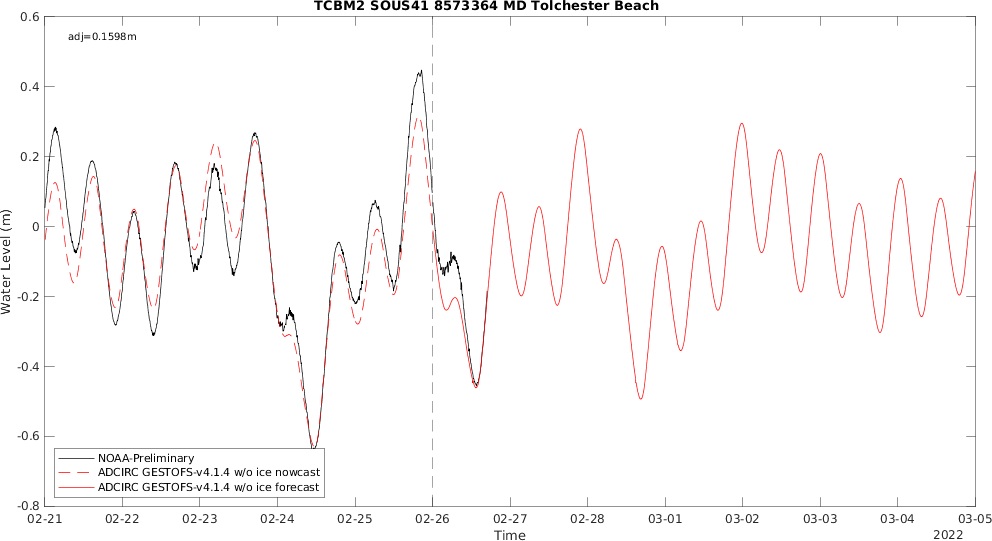 TCBM2 SOUS41 8573364 MD Tolchester Beach
adj=0.1598m
0.6
0.4
0.2
0
-0.2
-0.4
-0.6
-0.8
Water Level (m)
NOAA-Preliminary
ADCIRC GESTOFS-v4.1.4 w/o ice nowcast
ADCIRC GESTOFS-v4.1.4 w/o ice forecast
02-21 02-22 02-23 02-24 02-25 02-26 02-27 02-28 03-01 03-02 03-03 03-04 03-05
Time
2022